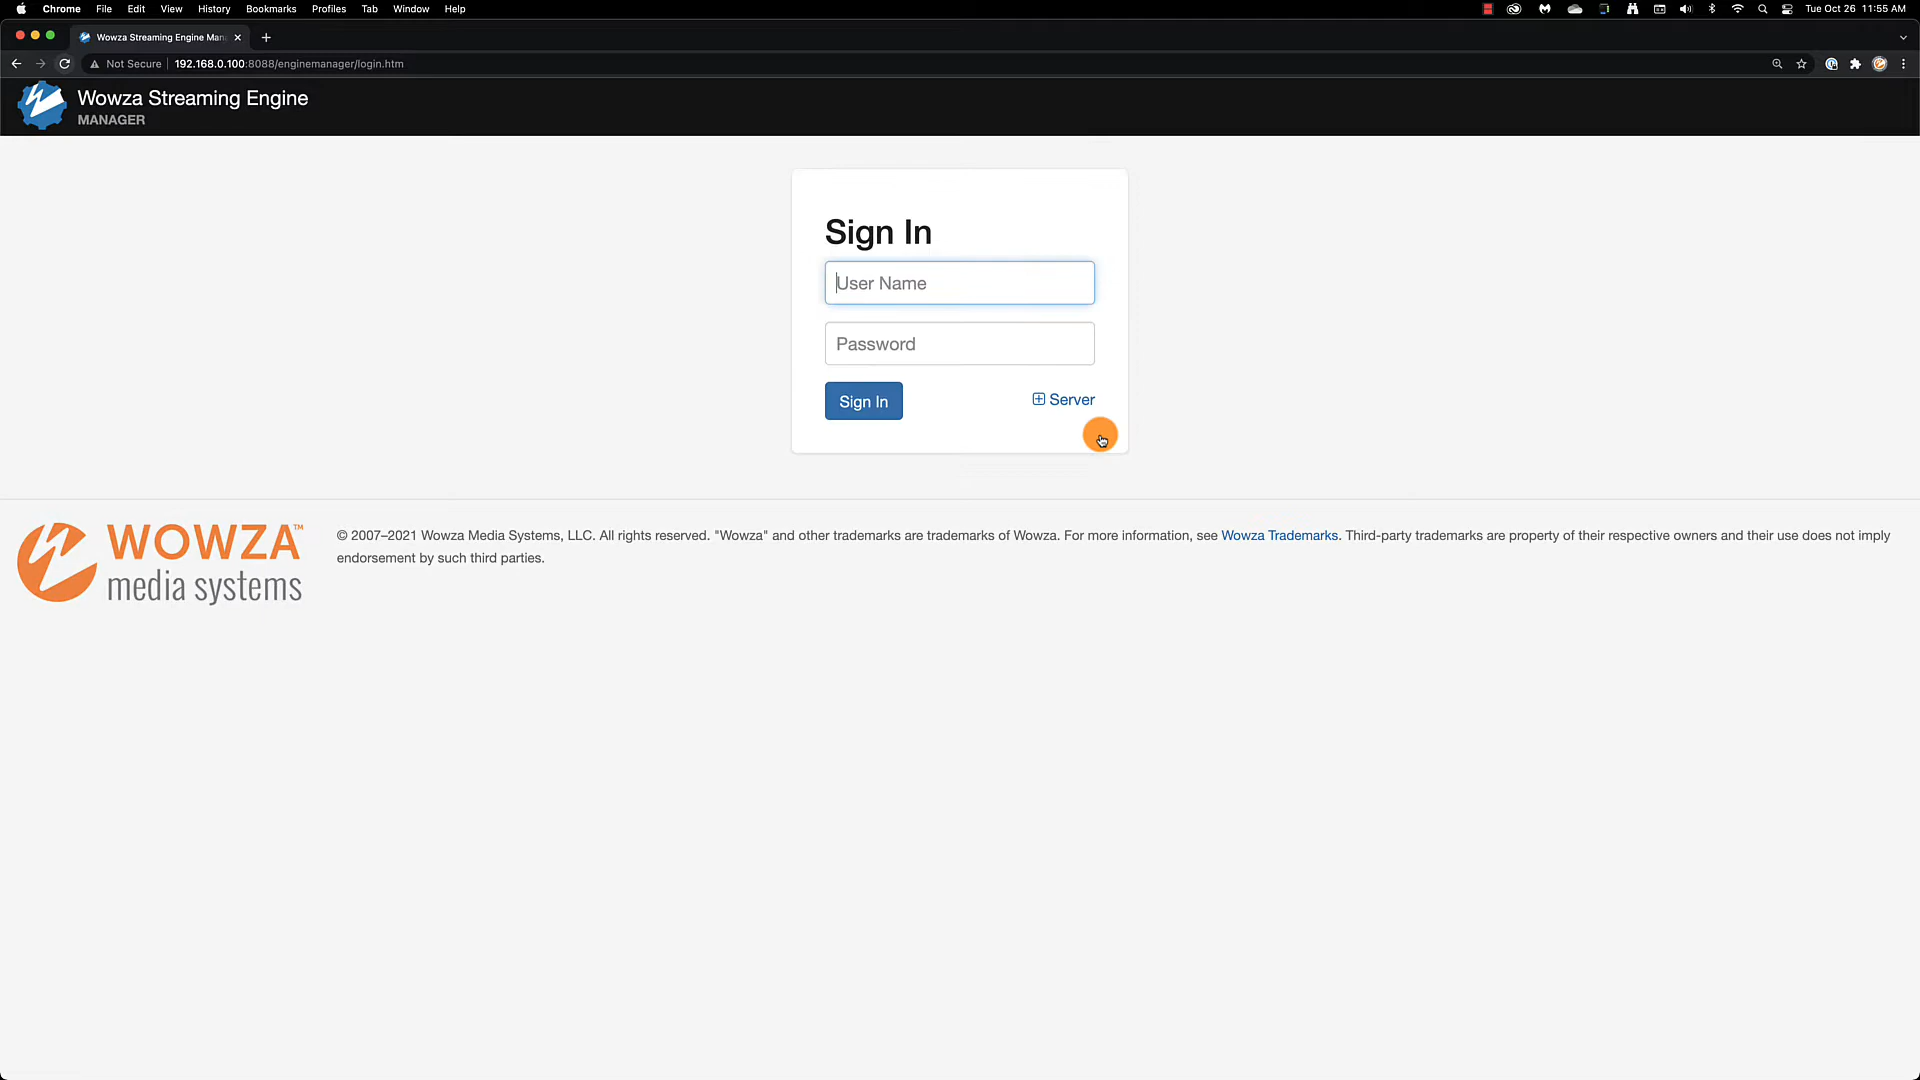 Chrome File Edit View History Bookmarks Profiles Tab Window Help Tue Oct 26 11:55 AM
Wowza Streaming Engine Man
Not Secure 192.168.0.100:8088/enginemanager/login.htm
Wowza Streaming Engine
MANAGER
Sign In
User Name
Password
Sign In Server
WOWZA™
media systems
© 2007–2021 Wowza Media Systems, LLC. All rights reserved. "Wowza" and other trademarks are trademarks of Wowza. For more information, see Wowza Trademarks. Third-party trademarks are property of their respective owners and their use does not imply
endorsement by such third parties.